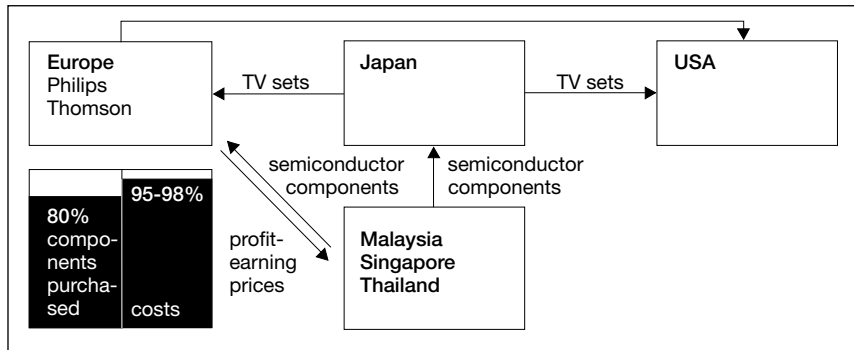 Europe
Philips
Thomson
TV sets
Japan
TV sets
USA
semiconductor
components
semiconductor
components
80%
compo-
nents
purcha-
sed
95-98%
costs
profit-
earning
prices
Malaysia
Singapore
Thailand